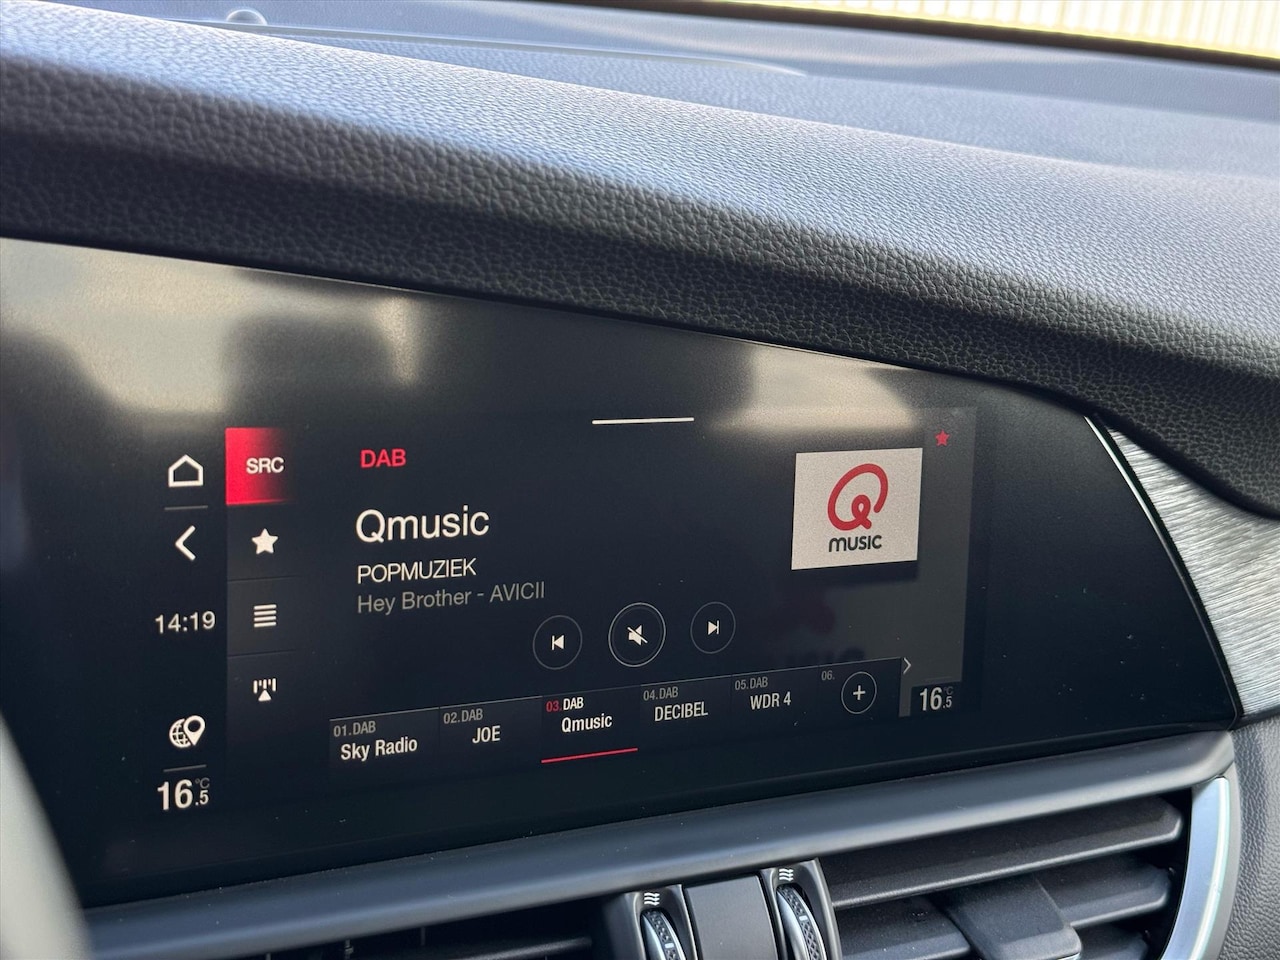 SRC
DAB
Qmusic
POPMUZIEK
Hey Brother - AVICII
MUSIC
14:19
01.DAB
Sky Radio
02.DAB
JOE
03.DAB
Qmusic
04.DAB
DECIBEL
05.DAB
WDR 4
06.
16.5 °C
16.5 °C